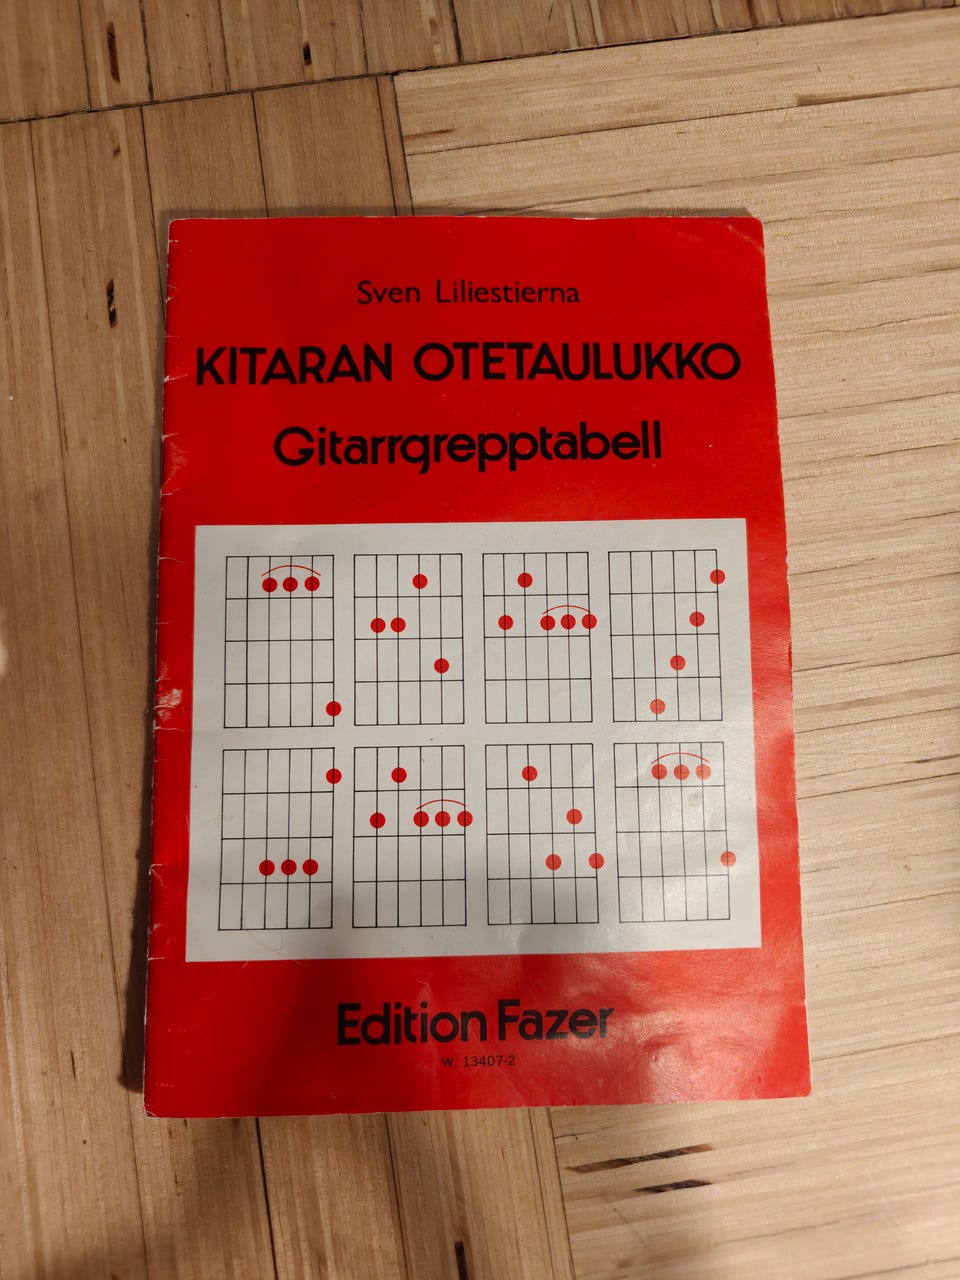 Sven Liliestierna
KITARAN OTETAULUKKO
Gitarrgrepptabell
Edition Fazer
W. 13407-2